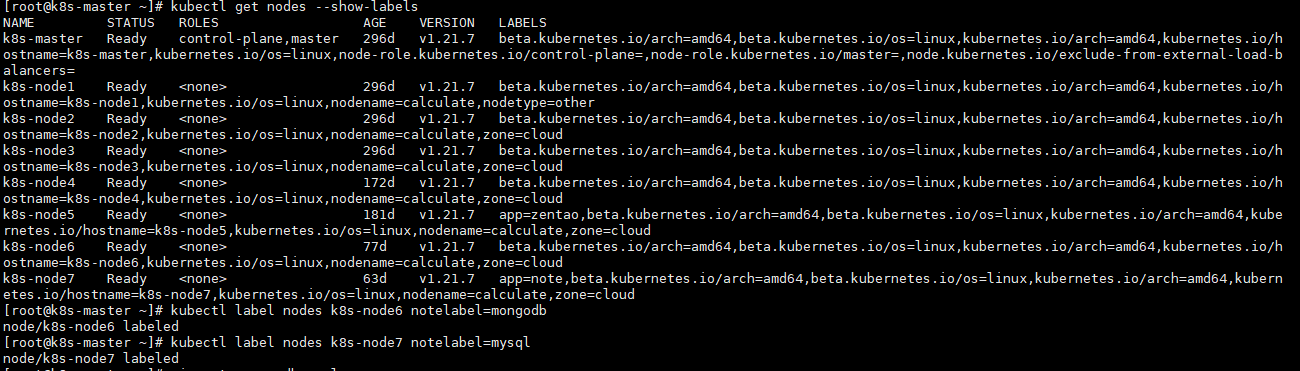 [root@k8s-master ~]# kubectl get nodes --show-labels
NAME STATUS ROLES AGE VERSION LABELS
k8s-master Ready control-plane,master 296d v1.21.7 beta.kubernetes.io/arch=amd64,beta.kubernetes.io/os=linux,kubernetes.io/arch=amd64,kubernetes.io/h
ostname=k8s-master,kubernetes.io/os=linux,node-role.kubernetes.io/control-plane=,node-role.kubernetes.io/master=,node.kubernetes.io/exclude-from-external-load-b
alancers=
k8s-node1 Ready <none> 296d v1.21.7 beta.kubernetes.io/arch=amd64,beta.kubernetes.io/os=linux,kubernetes.io/arch=amd64,kubernetes.io/h
ostname=k8s-node1,kubernetes.io/os=linux,nodename=calculate,nodetype=other
k8s-node2 Ready <none> 296d v1.21.7 beta.kubernetes.io/arch=amd64,beta.kubernetes.io/os=linux,kubernetes.io/arch=amd64,kubernetes.io/h
ostname=k8s-node2,kubernetes.io/os=linux,nodename=calculate,zone=cloud
k8s-node3 Ready <none> 296d v1.21.7 beta.kubernetes.io/arch=amd64,beta.kubernetes.io/os=linux,kubernetes.io/arch=amd64,kubernetes.io/h
ostname=k8s-node3,kubernetes.io/os=linux,nodename=calculate,zone=cloud
k8s-node4 Ready <none> 172d v1.21.7 beta.kubernetes.io/arch=amd64,beta.kubernetes.io/os=linux,kubernetes.io/arch=amd64,kubernetes.io/h
ostname=k8s-node4,kubernetes.io/os=linux,nodename=calculate,zone=cloud
k8s-node5 Ready <none> 181d v1.21.7 app=zentao,beta.kubernetes.io/arch=amd64,beta.kubernetes.io/os=linux,kubernetes.io/arch=amd64,kube
rnetes.io/hostname=k8s-node5,kubernetes.io/os=linux,nodename=calculate,zone=cloud
k8s-node6 Ready <none> 77d v1.21.7 beta.kubernetes.io/arch=amd64,beta.kubernetes.io/os=linux,kubernetes.io/arch=amd64,kubernetes.io/h
ostname=k8s-node6,kubernetes.io/os=linux,nodename=calculate,zone=cloud
k8s-node7 Ready <none> 63d v1.21.7 app=note,beta.kubernetes.io/arch=amd64,beta.kubernetes.io/os=linux,kubernetes.io/arch=amd64,kubern
etes.io/hostname=k8s-node7,kubernetes.io/os=linux,nodename=calculate,zone=cloud
[root@k8s-master ~]# kubectl label nodes k8s-node6 notelabel=mongodb
node/k8s-node6 labeled
[root@k8s-master ~]# kubectl label nodes k8s-node7 notelabel=mysql
node/k8s-node7 labeled